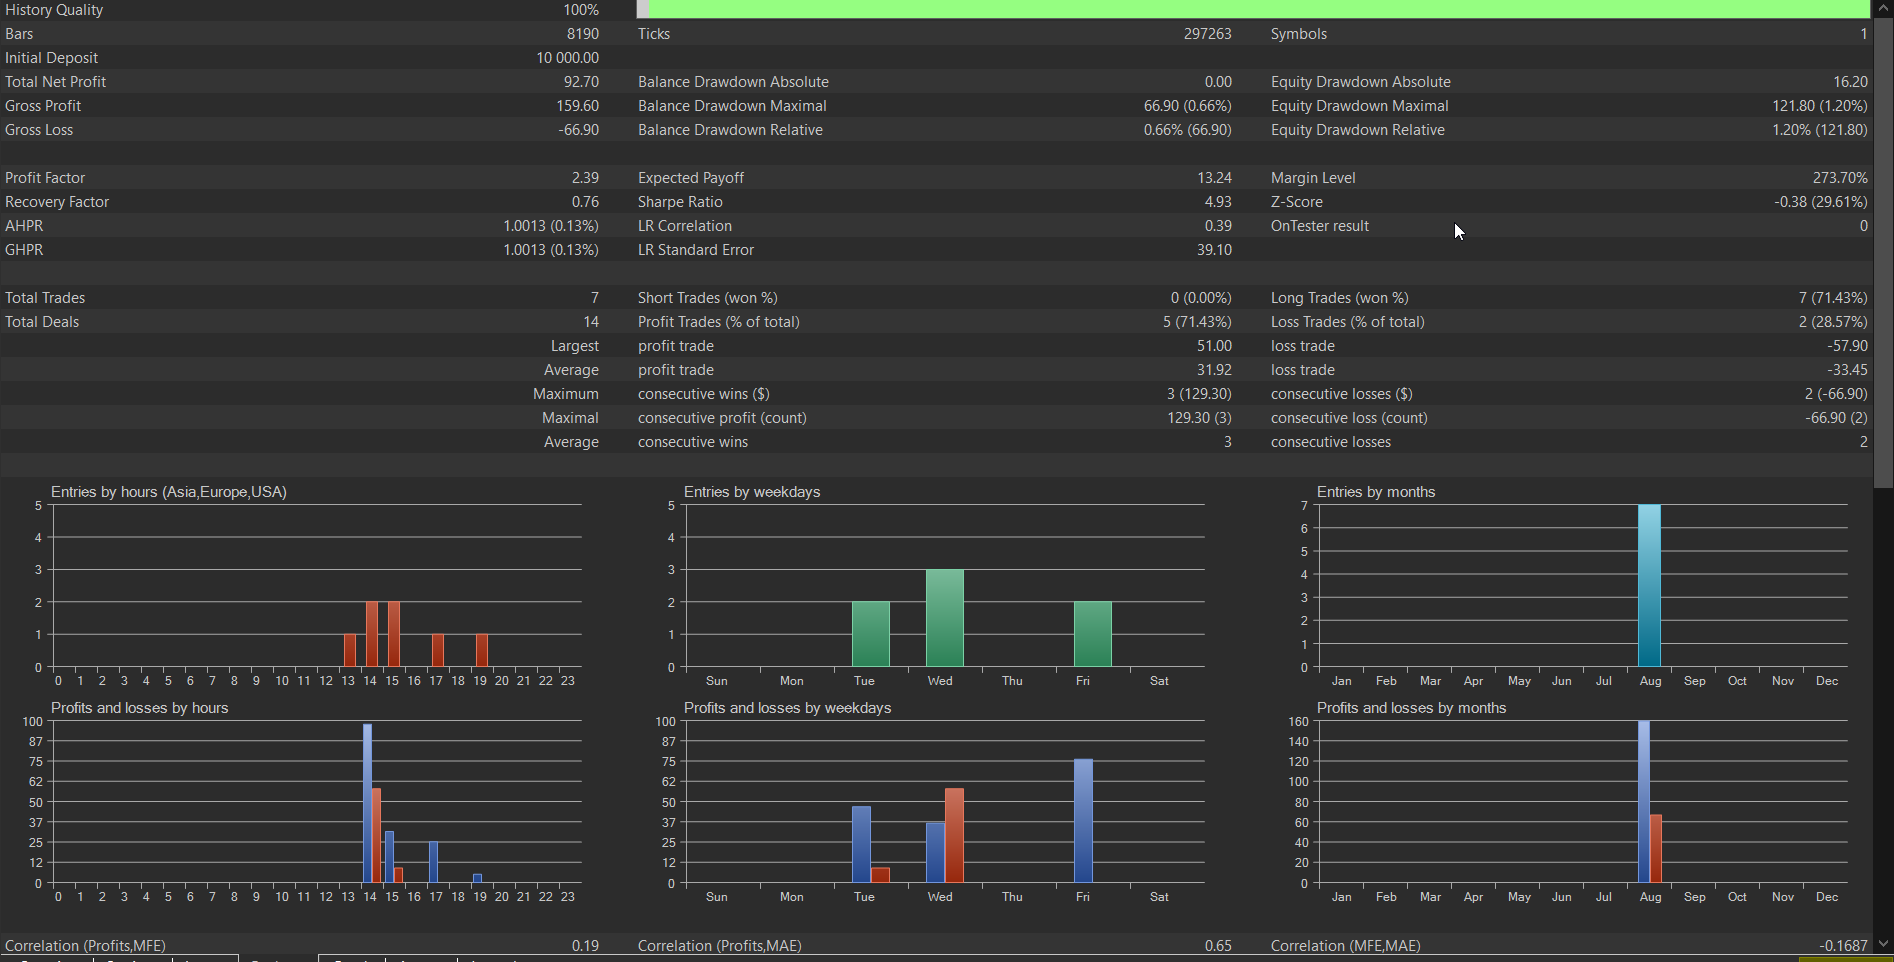 History Quality 100%
Bars 8190 Ticks 297263 Symbols 1
Initial Deposit 10 000.00
Total Net Profit 92.70 Balance Drawdown Absolute 0.00 Equity Drawdown Absolute 16.20
Gross Profit 159.60 Balance Drawdown Maximal 66.90 (0.66%) Equity Drawdown Maximal 121.80 (1.20%)
Gross Loss -66.90 Balance Drawdown Relative 0.66% (66.90) Equity Drawdown Relative 1.20% (121.80)
Profit Factor 2.39 Expected Payoff 13.24 Margin Level 273.70%
Recovery Factor 0.76 Sharpe Ratio 4.93 Z-Score -0.38 (29.61%)
AHPR 1.0013 (0.13%) LR Correlation 0.39 OnTester result 0
GHPR 1.0013 (0.13%) LR Standard Error 39.10
Total Trades 7 Short Trades (won %) 0 (0.00%) Long Trades (won %) 7 (71.43%)
Total Deals 14 Profit Trades (% of total) 5 (71.43%) Loss Trades (% of total) 2 (28.57%)
Largest profit trade 51.00 loss trade -57.90
Average profit trade 31.92 loss trade -33.45
Maximum consecutive wins ($) 3 (129.30) consecutive losses ($) 2 (-66.90)
Maximal consecutive profit (count) 129.30 (3) consecutive loss (count) -66.90 (2)
Average consecutive wins 3 consecutive losses 2
Entries by hours (Asia,Europe,USA)
5
4
3
2
1
0
0 1 2 3 4 5 6 7 8 9 10 11 12 13 14 15 16 17 18 19 20 21 22 23
Entries by weekdays
5
4
3
2
1
0
Sun Mon Tue Wed Thu Fri Sat
Entries by months
7
6
5
4
3
2
1
0
Jan Feb Mar Apr May Jun Jul Aug Sep Oct Nov Dec
Profits and losses by hours
100
87
75
62
50
37
25
12
0
0 1 2 3 4 5 6 7 8 9 10 11 12 13 14 15 16 17 18 19 20 21 22 23
Profits and losses by weekdays
100
87
75
62
50
37
25
12
0
Sun Mon Tue Wed Thu Fri Sat
Profits and losses by months
160
140
120
100
80
60
40
20
0
Jan Feb Mar Apr May Jun Jul Aug Sep Oct Nov Dec
Correlation (Profits,MFE) 0.19 Correlation (Profits,MAE) 0.65 Correlation (MFE,MAE) -0.1687